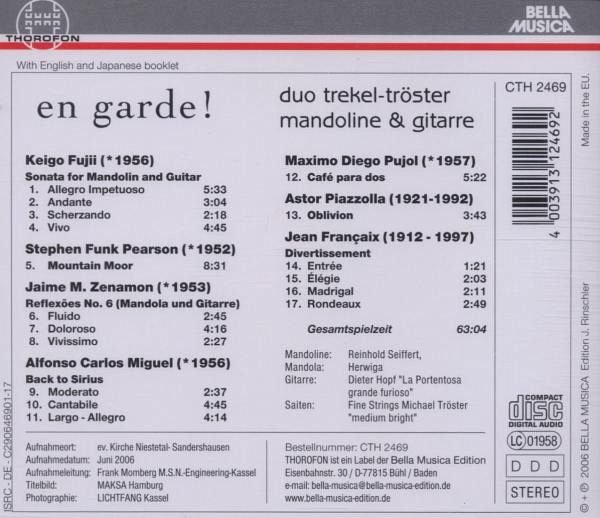 THOROFON
BELLA
MUSICA
With English and Japanese booklet
en garde!
duo trekel-tröster
mandoline & gitarre
CTH 2469
Keigo Fujii (*1956)
Sonata for Mandolin and Guitar
1. Allegro Impetuoso 5:33
2. Andante 3:04
3. Scherzando 2:18
4. Vivo 4:45
Stephen Funk Pearson (*1952)
5. Mountain Moor 8:31
Jaime M. Zenamon (*1953)
Reflexões No. 6 (Mandola und Gitarre)
6. Fluido 2:45
7. Doloroso 4:16
8. Vivissimo 2:27
Alfonso Carlos Miguel (*1956)
Back to Sirius
9. Moderato 2:37
10. Cantabile 4:45
11. Largo - Allegro 4:14
Maximo Diego Pujol (*1957)
12. Café para dos 5:22
Astor Piazzolla (1921-1992)
13. Oblivion 3:43
Jean Françaix (1912 - 1997)
Divertissement
14. Entrée 1:21
15. Élégie 2:03
16. Madrigal 2:11
17. Rondeaux 2:49
Gesamtspielzeit 63:04
Mandoline: Reinhold Seiffert,
Mandola: Herwiga
Gitarre: Dieter Hopf "La Portentosa
grande furioso"
Saiten: Fine Strings Michael Tröster
"medium bright"
Aufnahmeort: ev. Kirche Niestetal- Sandershausen
Aufnahmedatum: Juni 2006
Aufnahmeleitung: Frank Momberg M.S.N.-Engineering-Kassel
Titelbild: MAKSA Hamburg
Photographie: LICHTFANG Kassel
Bestellnummer: CTH 2469
THOROFON ist ein Label der Bella Musica Edition
Eisenbahnstr. 30 / D-77815 Bühl / Baden
e-mail: bella-musica@bella-musica-edition.de
www.bella-musica-edition.com
4 003913 124692
COMPACT
disc
DIGITAL AUDIO
LC 01958
D D D
STEREO
Made in the EU.
© + ℗ 2006 BELLA MUSICA Edition J. Rinschler
ISRC - DE - C290646901-17